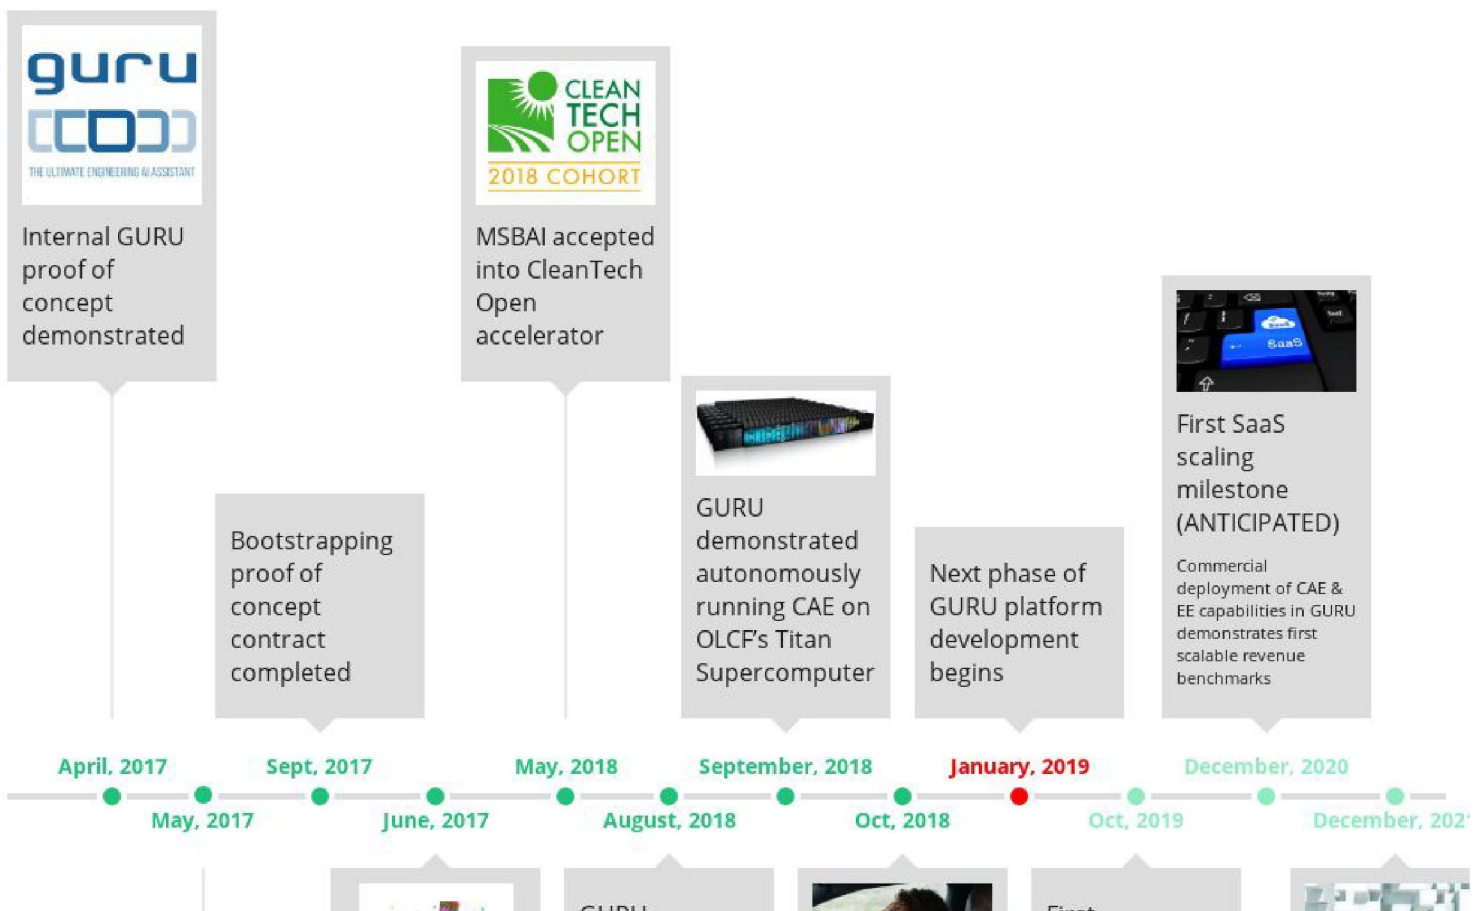 guru
THE ULTIMATE ENGINEERING AI ASSISTANT
Internal GURU
proof of
concept
demonstrated
Bootstrapping
proof of
concept
contract
completed
CLEAN
TECH
OPEN
2018 COHORT
MSBAI accepted
into CleanTech
Open
accelerator
GURU
demonstrated
autonomously
running CAE on
OLCF’s Titan
Supercomputer
Next phase of
GURU platform
development
begins
SaaS
First SaaS
scaling
milestone
(ANTICIPATED)
Commercial
deployment of CAE &
EE capabilities in GURU
demonstrates first
scalable revenue
benchmarks
April, 2017
Sept, 2017
May, 2018
September, 2018
January, 2019
December, 2020
May, 2017
June, 2017
August, 2018
Oct, 2018
Oct, 2019
December, 202
GURU
First